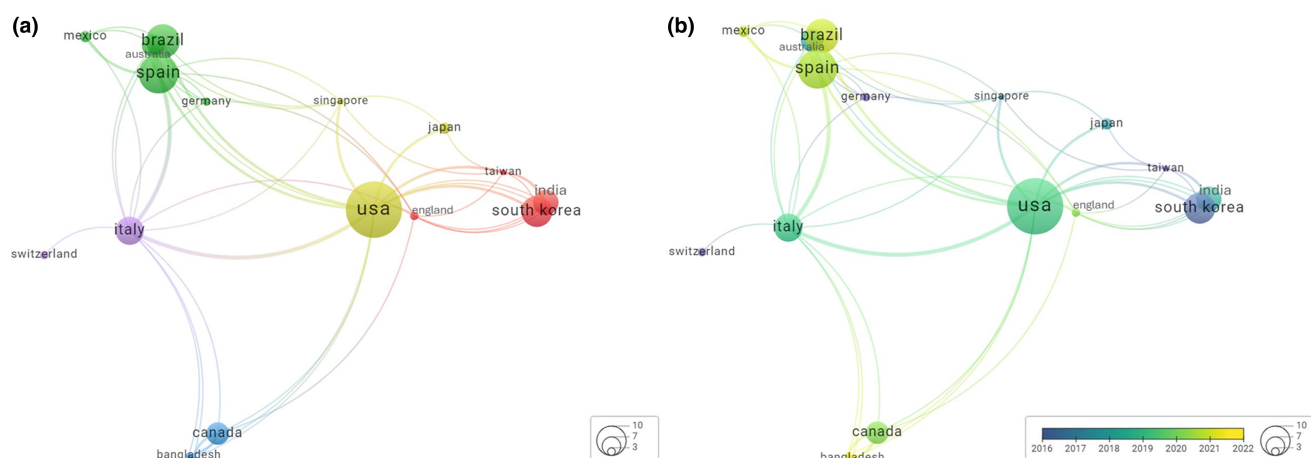 (a)
mexico
brazil
australia
spain
germany
singapore
japan
taiwan
india
usa
england
south korea
italy
switzerland
canada
bangladesh
10
7
3
(b)
mexico
brazil
australia
spain
germany
singapore
japan
taiwan
india
usa
england
south korea
italy
switzerland
canada
bangladesh
2016 2017 2018 2019 2020 2021 2022
10
7
3